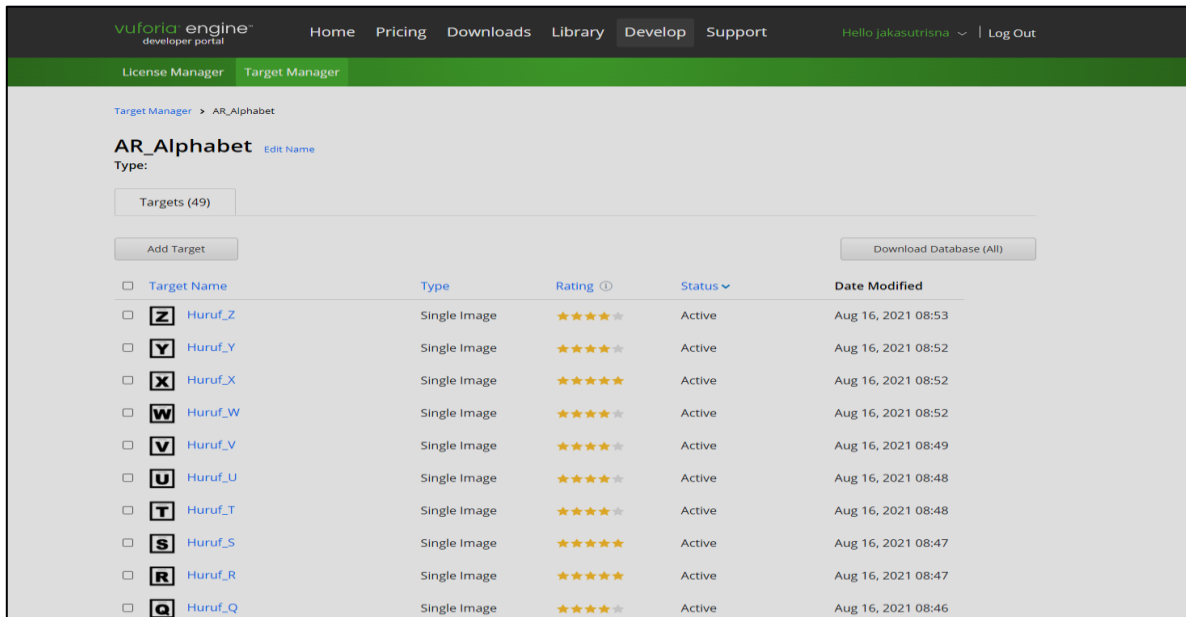 vuforia engine™ Home Pricing Downloads Library Develop Support Hello jakasutrisna | Log Out
developer portal
License Manager Target Manager
Target Manager > AR_Alphabet
AR_Alphabet Edit Name
Type:
Targets (49)
Add Target Download Database (All)
Target Name Type Rating Status Date Modified
Z Huruf_Z Single Image Active Aug 16, 2021 08:53
Y Huruf_Y Single Image Active Aug 16, 2021 08:52
X Huruf_X Single Image Active Aug 16, 2021 08:52
W Huruf_W Single Image Active Aug 16, 2021 08:52
V Huruf_V Single Image Active Aug 16, 2021 08:49
U Huruf_U Single Image Active Aug 16, 2021 08:48
T Huruf_T Single Image Active Aug 16, 2021 08:48
S Huruf_S Single Image Active Aug 16, 2021 08:47
R Huruf_R Single Image Active Aug 16, 2021 08:47
Q Huruf_Q Single Image Active Aug 16, 2021 08:46